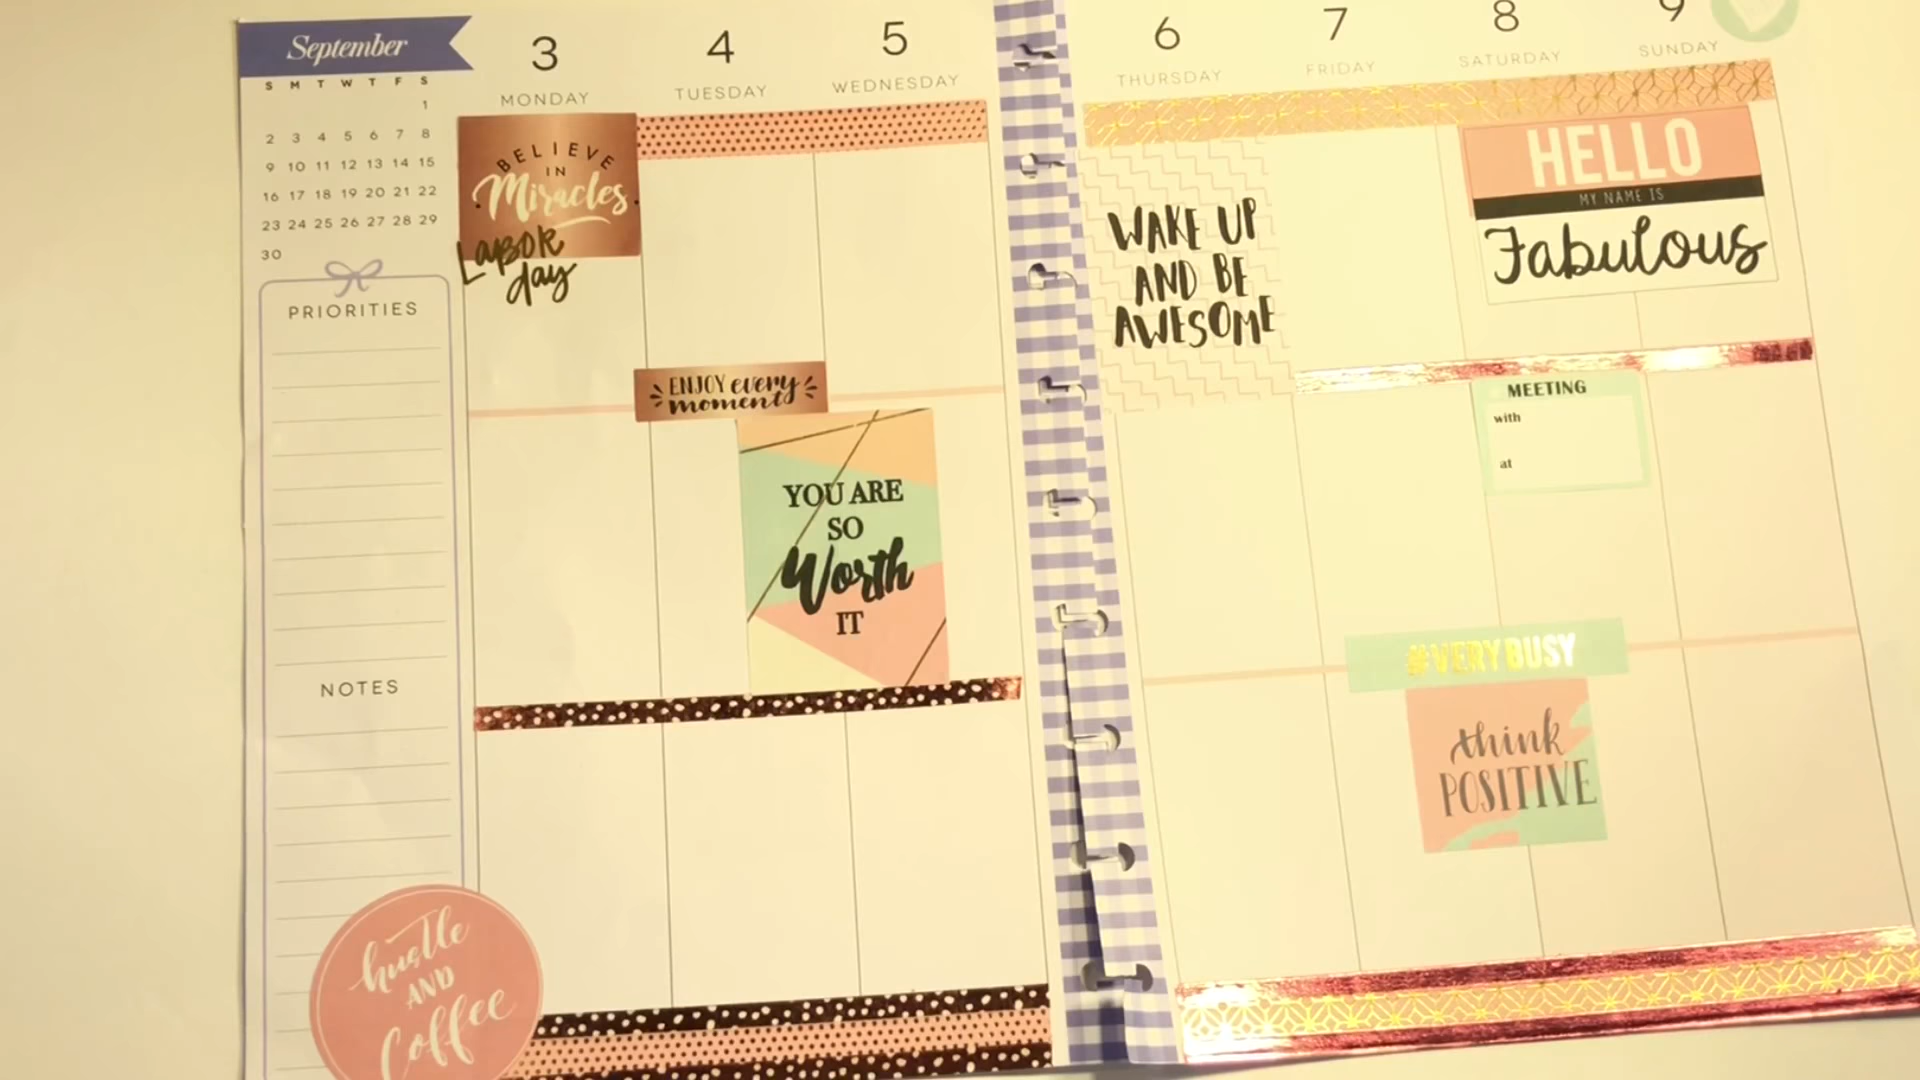 September
S M T W T F S
1
2 3 4 5 6 7 8
9 10 11 12 13 14 15
16 17 18 19 20 21 22
23 24 25 26 27 28 29
30
PRIORITIES
NOTES
hustle
AND
Coffee
3
MONDAY
4
TUESDAY
5
WEDNESDAY
BELIEVE
IN
Miracles
LABOR
day
ENJOY every
moment
YOU ARE
SO
Worth
IT
6
THURSDAY
7
FRIDAY
8
SATURDAY
9
SUNDAY
WAKE UP
AND BE
AWESOME
HELLO
MY NAME IS
Fabulous
MEETING
with
at
#VERY BUSY
think
POSITIVE